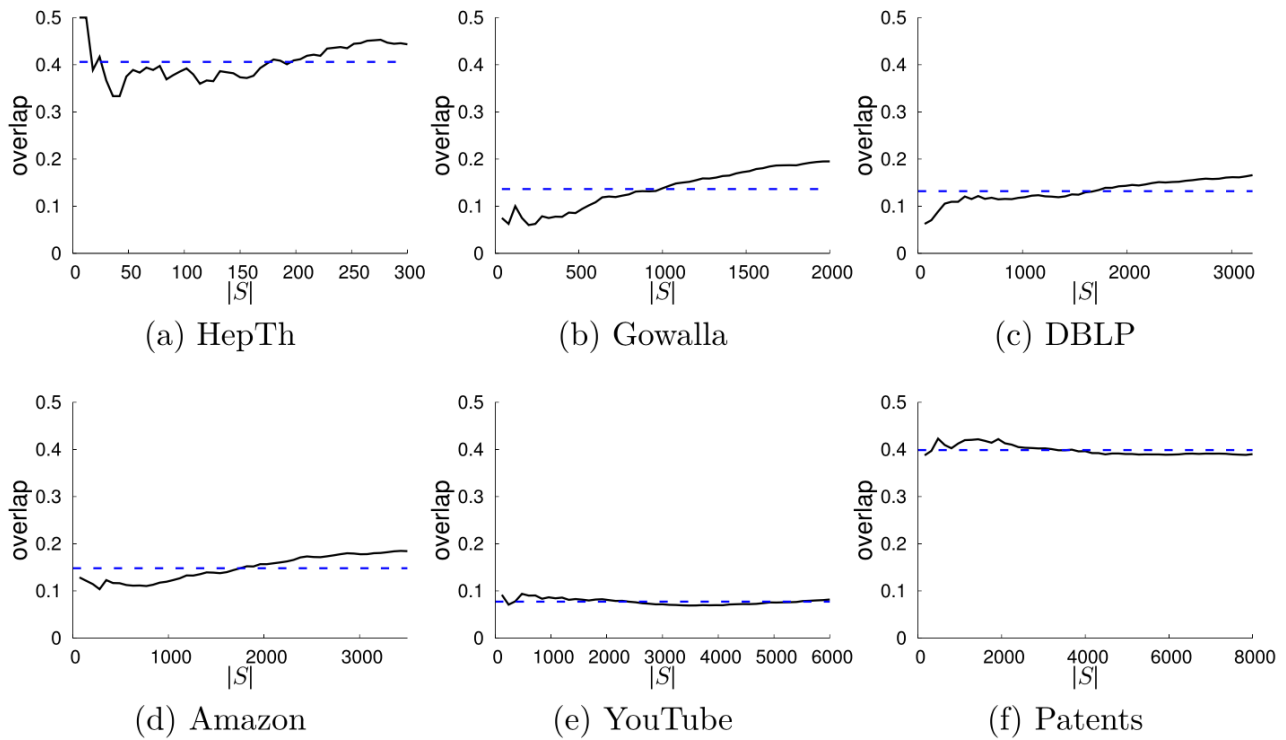 0.5
0.4
0.3
0.2
0.1
0
overlap
0 50 100 150 200 250 300
|S|
(a) HepTh
0.5
0.4
0.3
0.2
0.1
0
overlap
0 500 1000 1500 2000
|S|
(b) Gowalla
0.5
0.4
0.3
0.2
0.1
0
overlap
0 1000 2000 3000
|S|
(c) DBLP
0.5
0.4
0.3
0.2
0.1
0
overlap
0 1000 2000 3000
|S|
(d) Amazon
0.5
0.4
0.3
0.2
0.1
0
overlap
0 1000 2000 3000 4000 5000 6000
|S|
(e) YouTube
0.5
0.4
0.3
0.2
0.1
0
overlap
0 2000 4000 6000 8000
|S|
(f) Patents